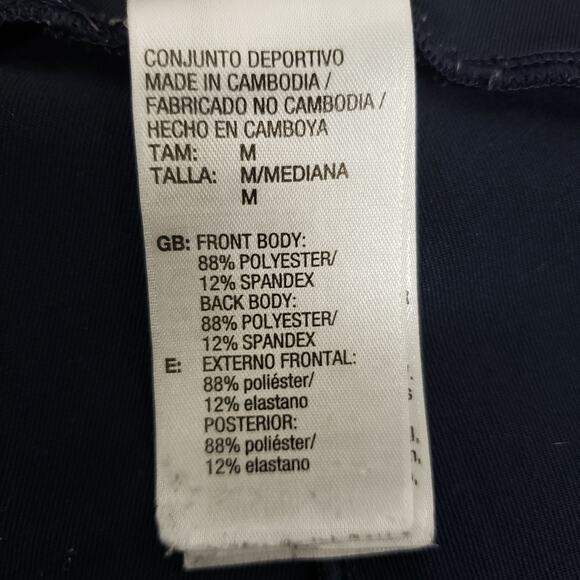 CONJUNTO DEPORTIVO
MADE IN CAMBODIA /
FABRICADO NO CAMBODIA /
HECHO EN CAMBOYA
TAM: M
TALLA: M/MEDIANA
M
GB: FRONT BODY:
88% POLYESTER/
12% SPANDEX
BACK BODY:
88% POLYESTER/
12% SPANDEX
E: EXTERNO FRONTAL:
88% poliéster/
12% elastano
POSTERIOR:
88% poliéster/
12% elastano